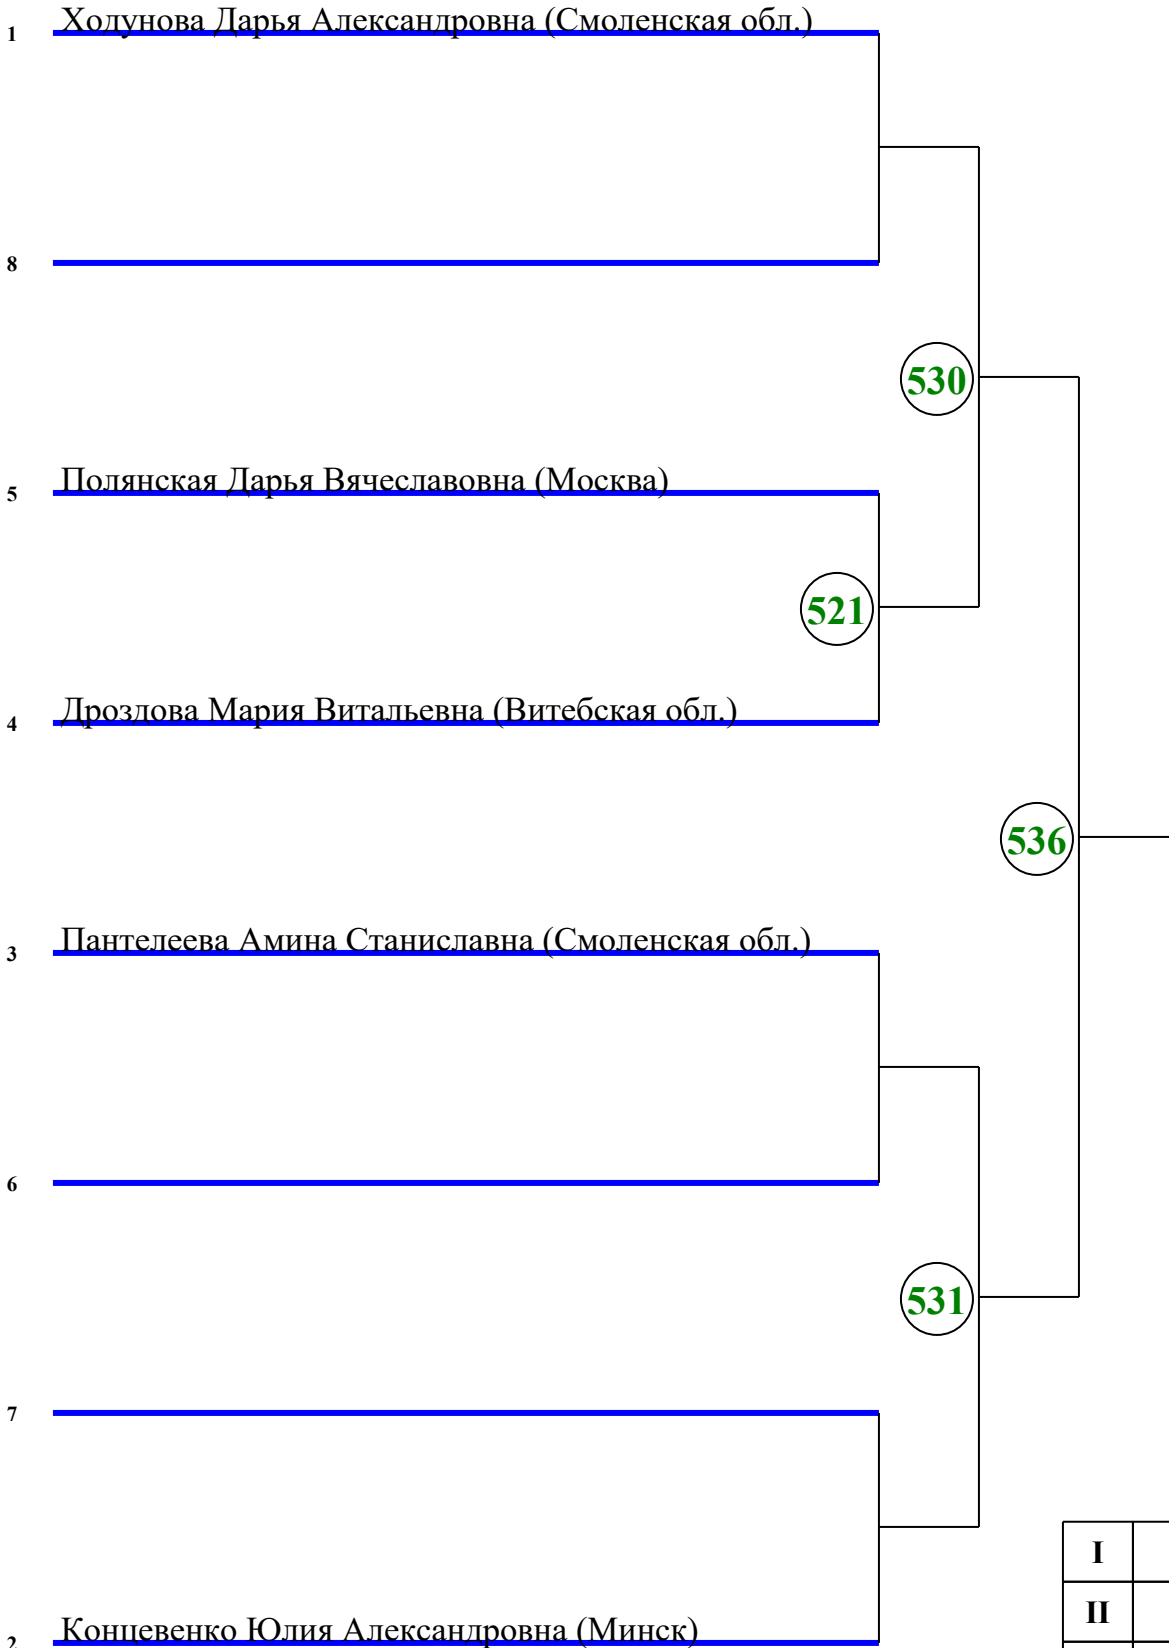 1 Ходунова Дарья Александровна (Смоленская обл.)
8
530
5 Полянская Дарья Вячеславовна (Москва)
521
4 Дроздова Мария Витальевна (Витебская обл.)
536
3 Пантелеева Амина Станиславна (Смоленская обл.)
6
531
7
I
II
2 Концевенко Юлия Александровна (Минск)